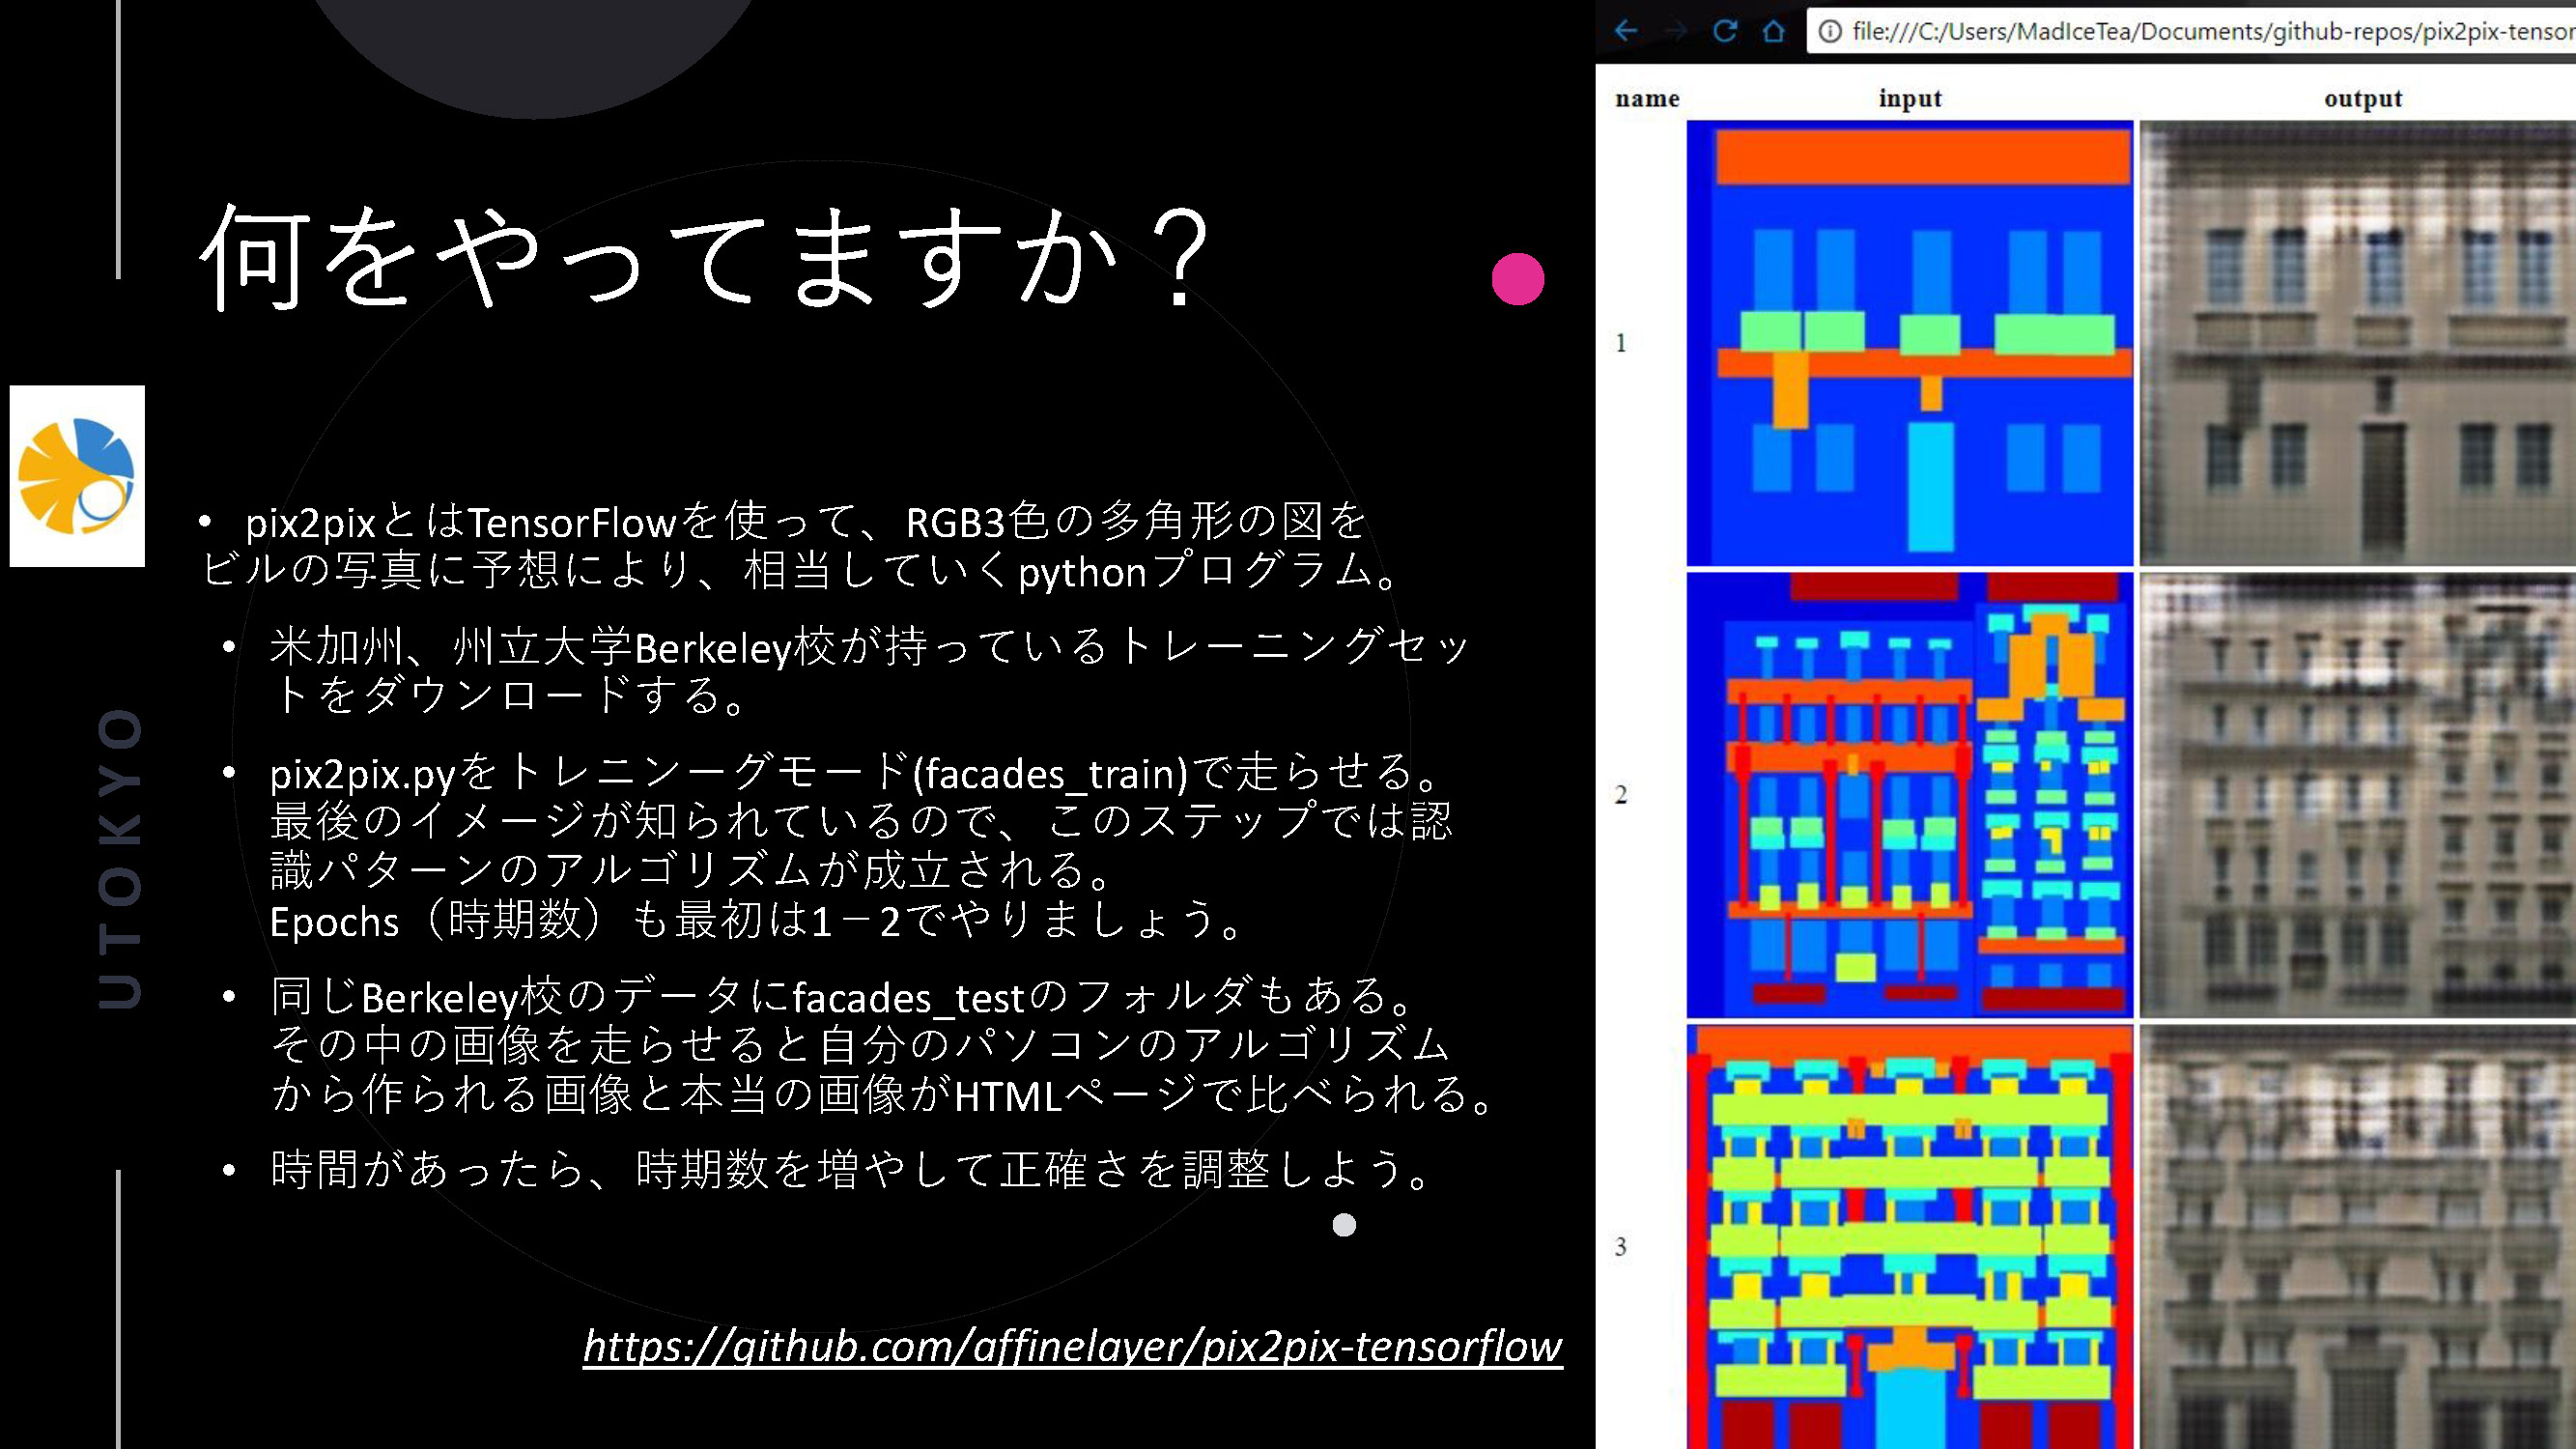 何をやってますか？
• pix2pixとはTensorFlowを使って、RGB3色の多角形の図を
ビルの写真に予想により、相当していくpythonプログラム。
• 米加州、州立大学Berkeley校が持っているトレーニングセッ
トをダウンロードする。
• pix2pix.pyをトレニンーグモード(facades_train)で走らせる。
最後のイメージが知られているので、このステップでは認
識パターンのアルゴリズムが成立される。
Epochs（時期数）も最初は1－2でやりましょう。
• 同じBerkeley校のデータにfacades_testのフォルダもある。
その中の画像を走らせると自分のパソコンのアルゴリズム
から作られる画像と本当の画像がHTMLページで比べられる。
• 時間があったら、時期数を増やして正確さを調整しよう。
https://github.com/affinelayer/pix2pix-tensorflow
UTOKYO
file:///C:/Users/MadIceTea/Documents/github-repos/pix2pix-tensor
name input output
1
2
3